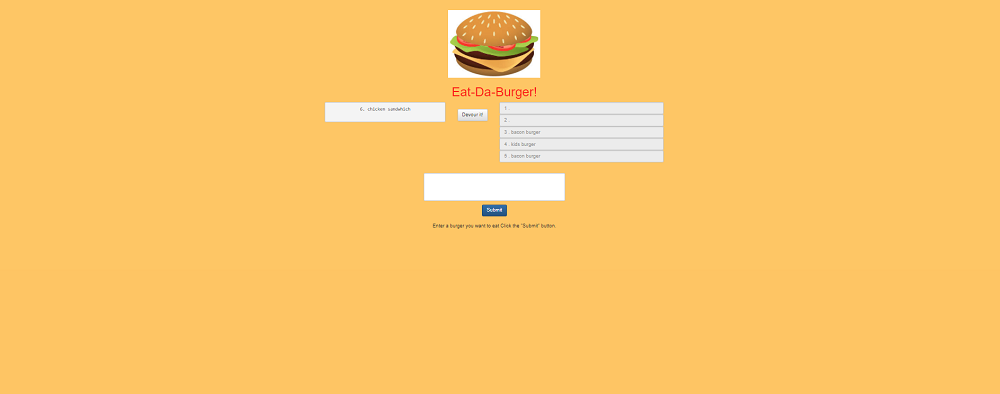 Eat-Da-Burger!
6. chicken sandwhich
Devour it!
1 .
2 .
3 . bacon burger
4 . kids burger
5 . bacon burger
Submit
Enter a burger you want to eat Click the "Submit" button.